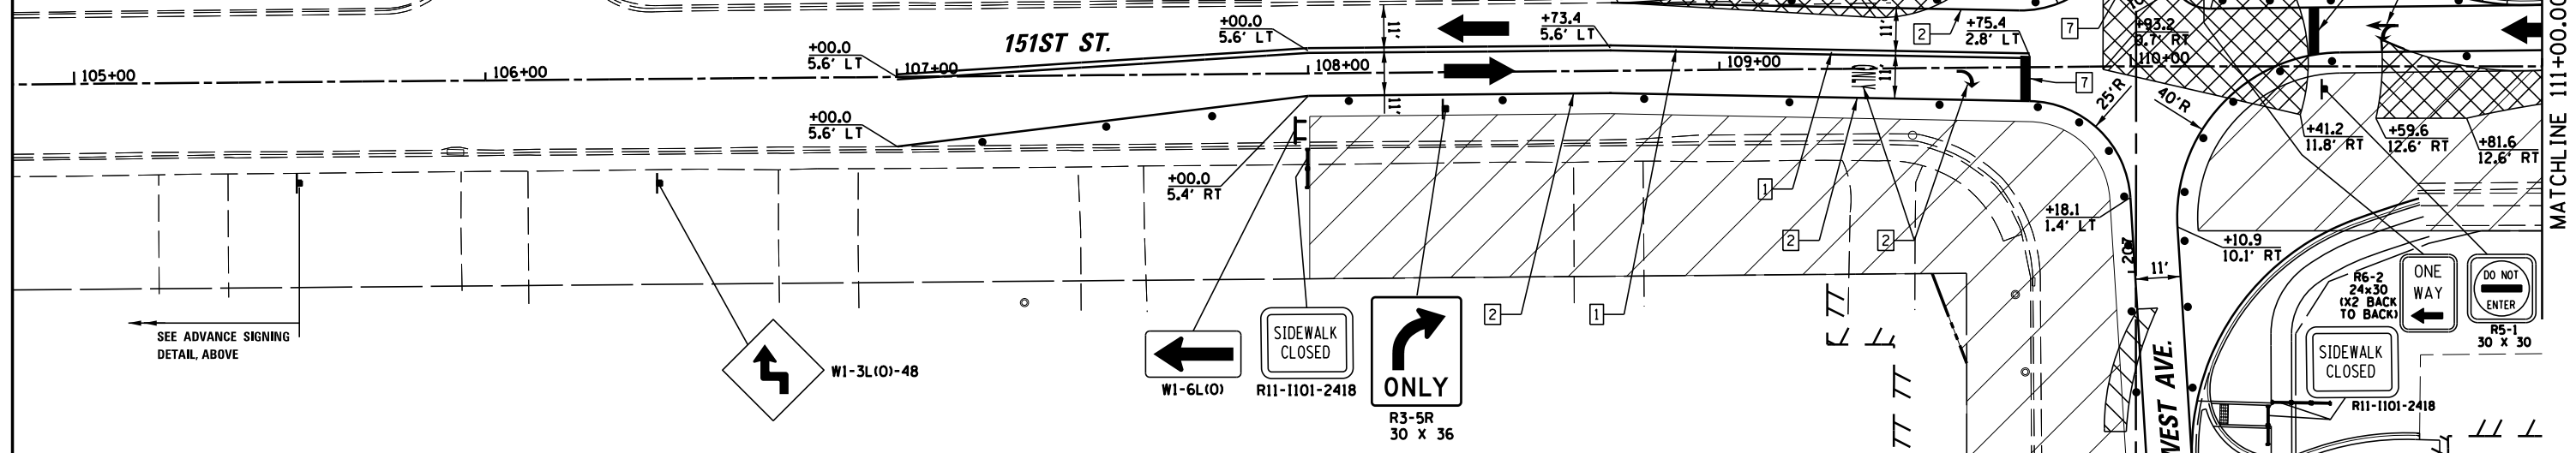 151ST ST.
105+00
106+00
107+00
108+00
109+00
110+00
+00.0
5.6' LT
+00.0
5.6' LT
+00.0
5.6' LT
+73.4
5.6' LT
+75.4
2.8' LT
+93.2
+00.0
5.4' RT
11'
11'
11'
11'
11'
2
7
7
1
2
2
2
1
25'R
40'R
+41.2
11.8' RT
+59.6
12.6' RT
+81.6
12.6' RT
+18.1
1.4' LT
+10.9
10.1' RT
207
11'
WEST AVE.
MATCHLINE 111+00.00
SEE ADVANCE SIGNING
DETAIL, ABOVE
W1-3L(O)-48
W1-6L(O)
SIDEWALK
CLOSED
R11-I101-2418
ONLY
R3-5R
30 X 36
R6-2
24x30
(X2 BACK
TO BACK)
ONE
WAY
DO NOT
ENTER
R5-1
30 X 30
SIDEWALK
CLOSED
R11-I101-2418